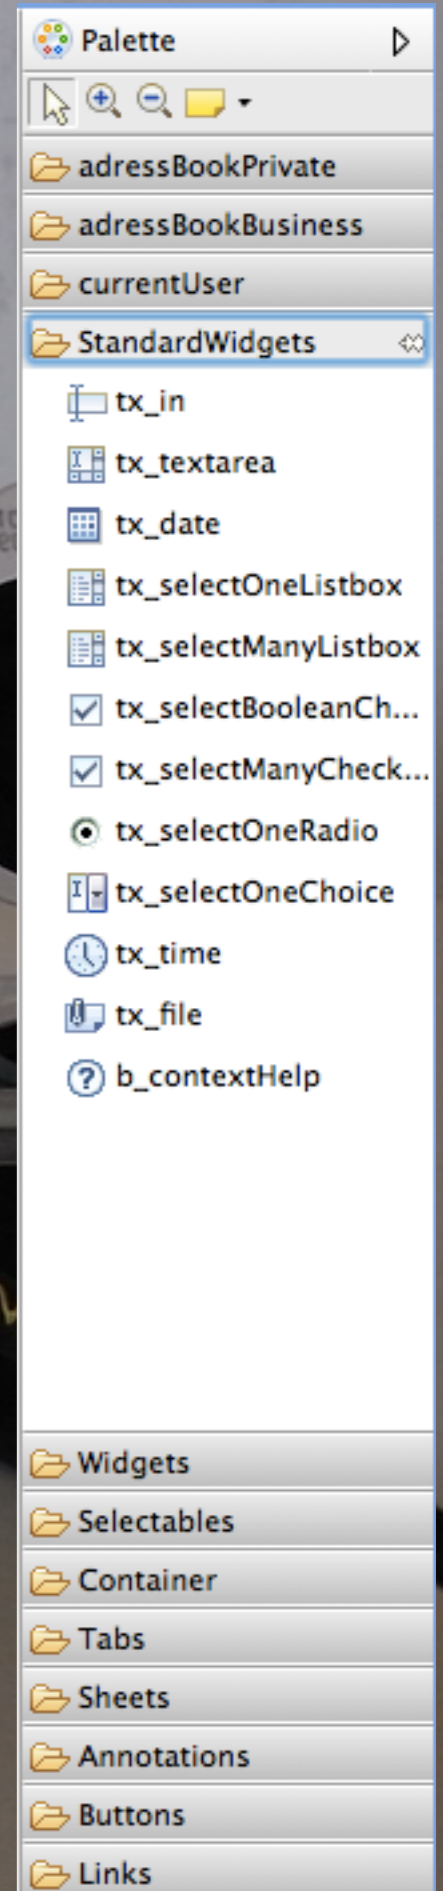 Palette
adressBookPrivate
adressBookBusiness
currentUser
StandardWidgets
tx_in
tx_textarea
tx_date
tx_selectOneListbox
tx_selectManyListbox
tx_selectBooleanCh...
tx_selectManyCheck...
tx_selectOneRadio
tx_selectOneChoice
tx_time
tx_file
b_contextHelp
Widgets
Selectables
Container
Tabs
Sheets
Annotations
Buttons
Links